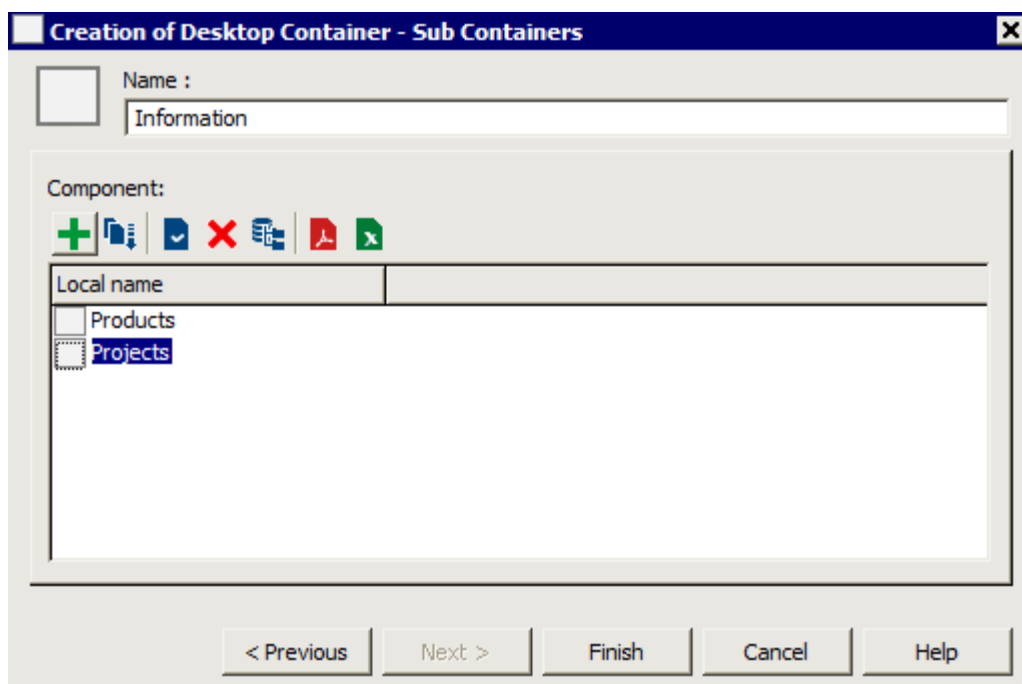 Creation of Desktop Container - Sub Containers
Name :
Information
Component:
Local name
Products
Projects
< Previous
Next >
Finish
Cancel
Help